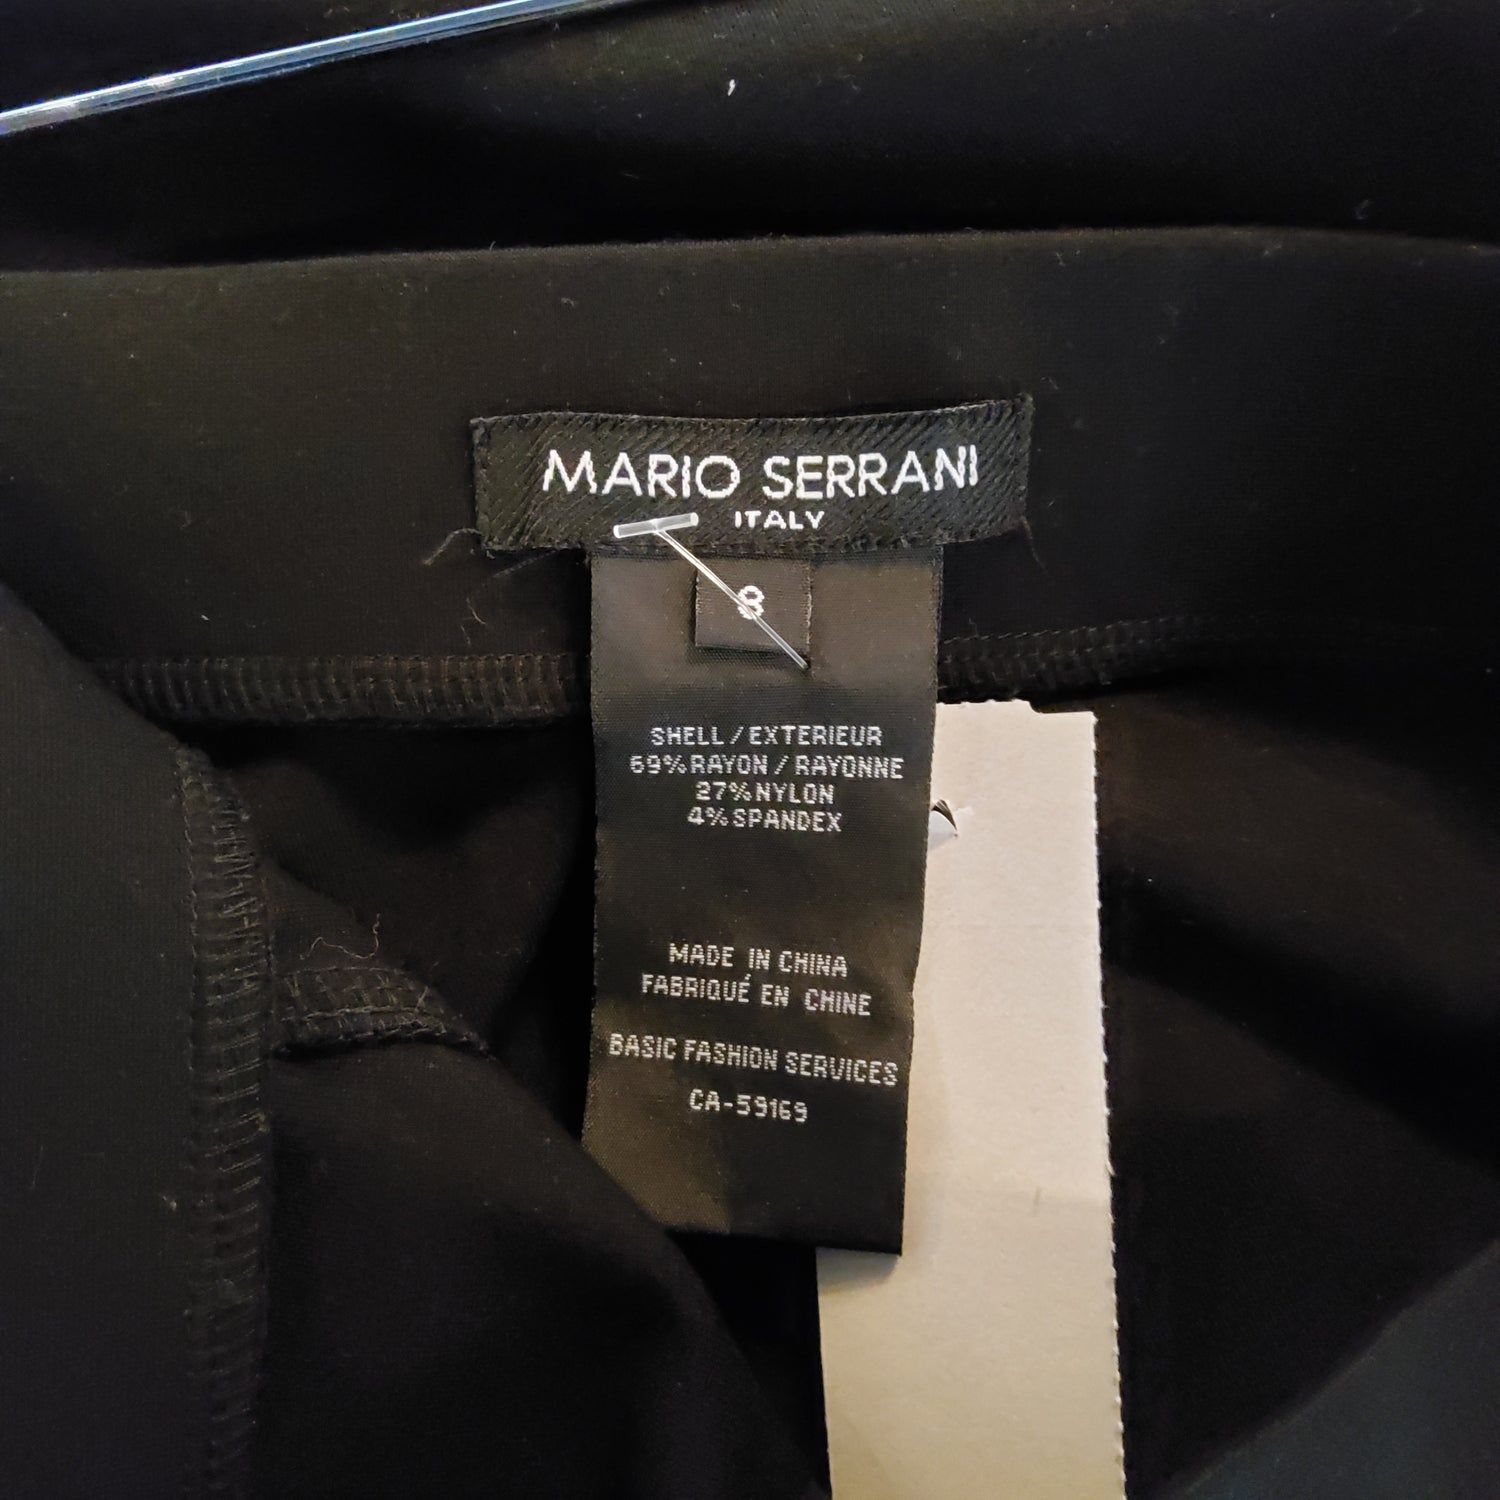 MARIO SERRANI
ITALY
8
SHELL / EXTERIEUR
69% RAYON / RAYONNE
27% NYLON
4% SPANDEX
MADE IN CHINA
FABRIQUÉ EN CHINE
BASIC FASHION SERVICES
CA-59169